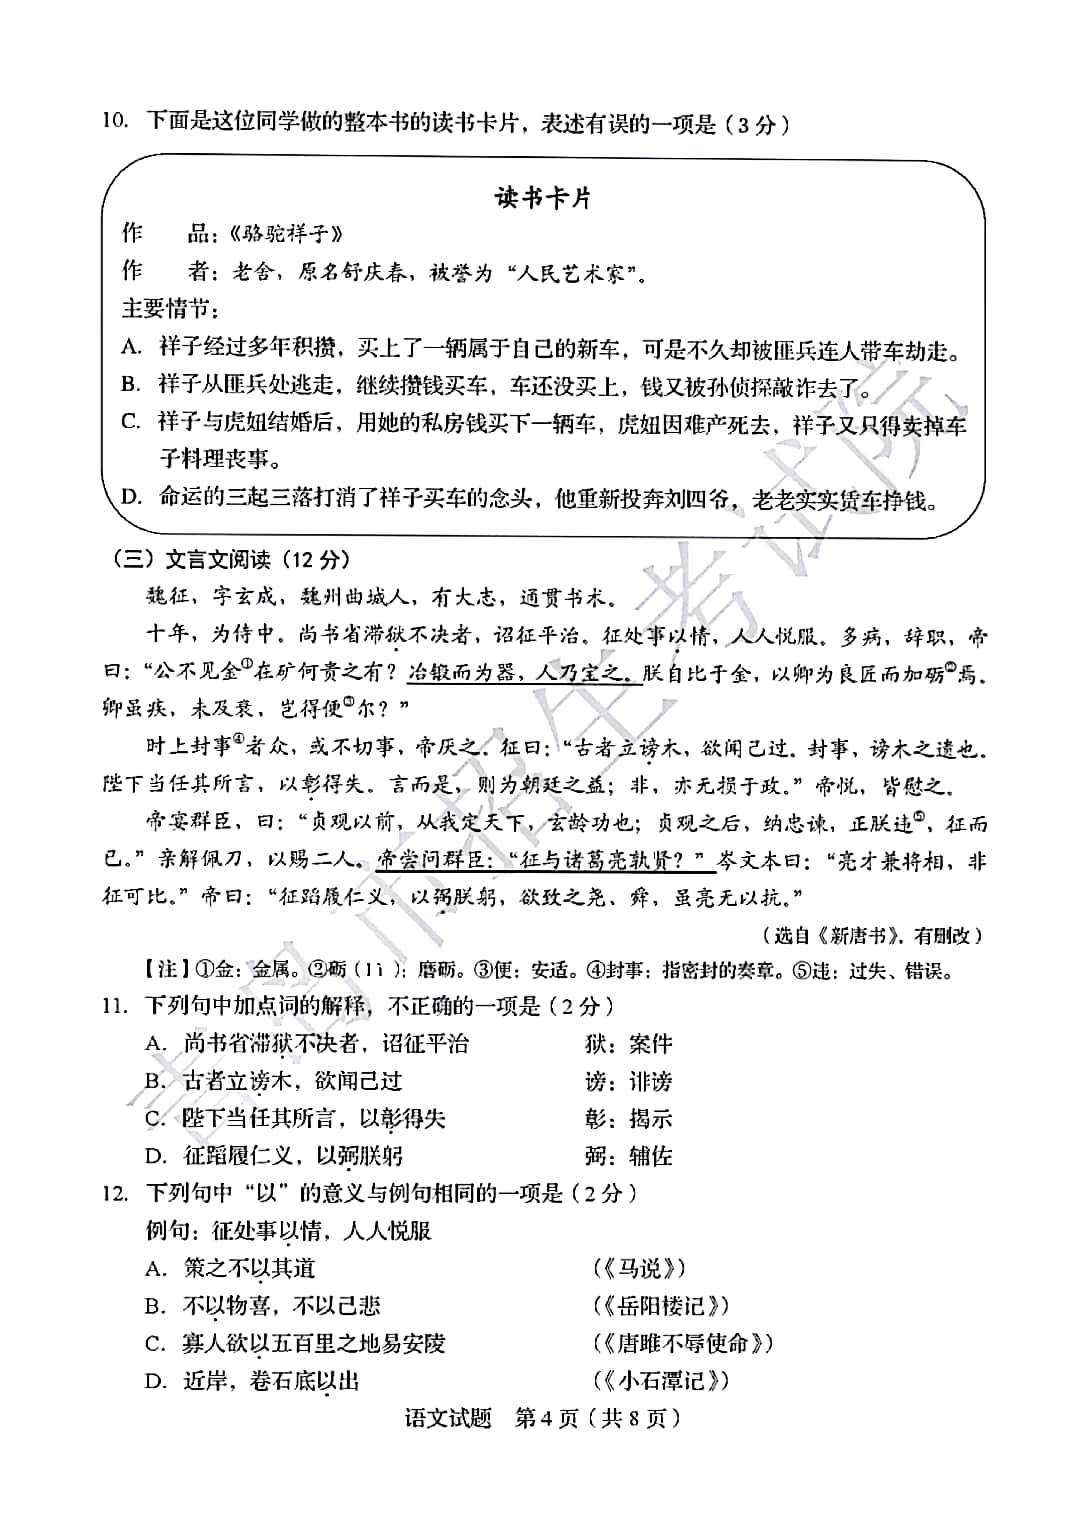 10. 下面是这位同学做的整本书的读书卡片，表述有误的一项是（3分）
读书卡片
作 品：《骆驼祥子》
作 者：老舍，原名舒庆春，被誉为“人民艺术家”。
主要情节：
A. 祥子经过多年积攒，买上了一辆属于自己的新车，可是不久却被匪兵连人带车劫走。
B. 祥子从匪兵处逃走，继续攒钱买车，车还没买上，钱又被孙侦探敲诈去了。
C. 祥子与虎妞结婚后，用她的私房钱买下一辆车，虎妞因难产死去，祥子又只得卖掉车
子料理丧事。
D. 命运的三起三落打消了祥子买车的念头，他重新投奔刘四爷，老老实实赁车挣钱。
（三）文言文阅读（12分）
魏征，字玄成，魏州曲城人，有大志，通贯书术。
十年，为侍中。尚书省滞狱不决者，诏征平治。征处事以情，人人悦服。多病，辞职，帝
曰：“公不见金①在矿何贵之有？冶锻而为器，人乃宝之。朕自比于金，以卿为良匠而加砺②焉。
卿虽疾，未及衰，岂得便③尔？”
时上封事④者众，或不切事，帝厌之。征曰：“古者立谤木，欲闻己过。封事，谤木之遗也。
陛下当任其所言，以彰得失。言而是，则为朝廷之益；非，亦无损于政。”帝悦，皆慰之。
帝宴群臣，曰：“贞观以前，从我定天下，玄龄功也；贞观之后，纳忠谏，正朕违⑤，征而
已。”亲解佩刀，以赐二人。帝尝问群臣：“征与诸葛亮孰贤？”岑文本曰：“亮才兼将相，非
征可比。”帝曰：“征蹈履仁义，以弼朕躬，欲致之尧、舜，虽亮无以抗。”
（选自《新唐书》，有删改）
【注】①金：金属。②砺（lì）：磨砺。③便：安适。④封事：指密封的奏章。⑤违：过失、错误。
11. 下列句中加点词的解释，不正确的一项是（2分）
A. 尚书省滞狱不决者，诏征平治 狱：案件
B. 古者立谤木，欲闻己过 谤：诽谤
C. 陛下当任其所言，以彰得失 彰：揭示
D. 征蹈履仁义，以弼朕躬 弼：辅佐
12. 下列句中“以”的意义与例句相同的一项是（2分）
例句：征处事以情，人人悦服
A. 策之不以其道 （《马说》）
B. 不以物喜，不以己悲 （《岳阳楼记》）
C. 寡人欲以五百里之地易安陵 （《唐雎不辱使命》）
D. 近岸，卷石底以出 （《小石潭记》）
语文试题 第4页（共8页）
青岛市招生考试院